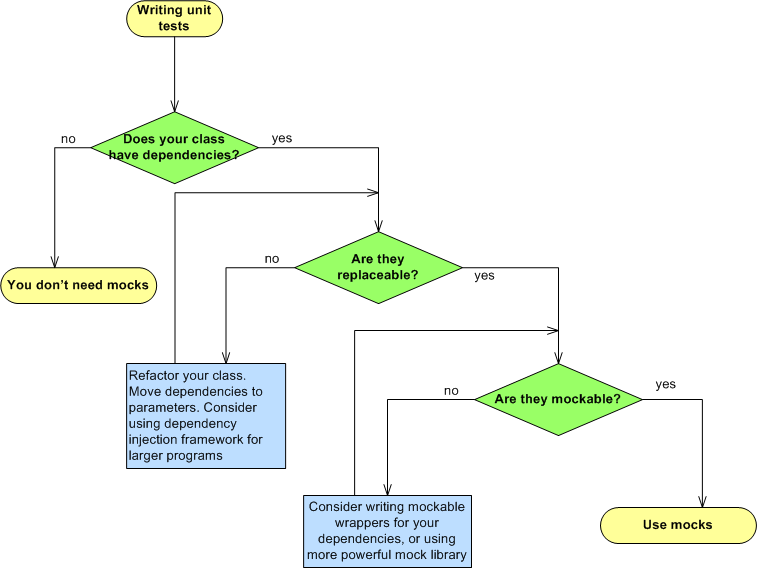 Writing unit
tests
no
Does your class
have dependencies?
yes
You don't need mocks
no
Are they
replaceable?
yes
Refactor your class.
Move dependencies to
parameters. Consider
using dependency
injection framework for
larger programs
no
Are they mockable?
yes
Consider writing mockable
wrappers for your
dependencies, or using
more powerful mock library
Use mocks